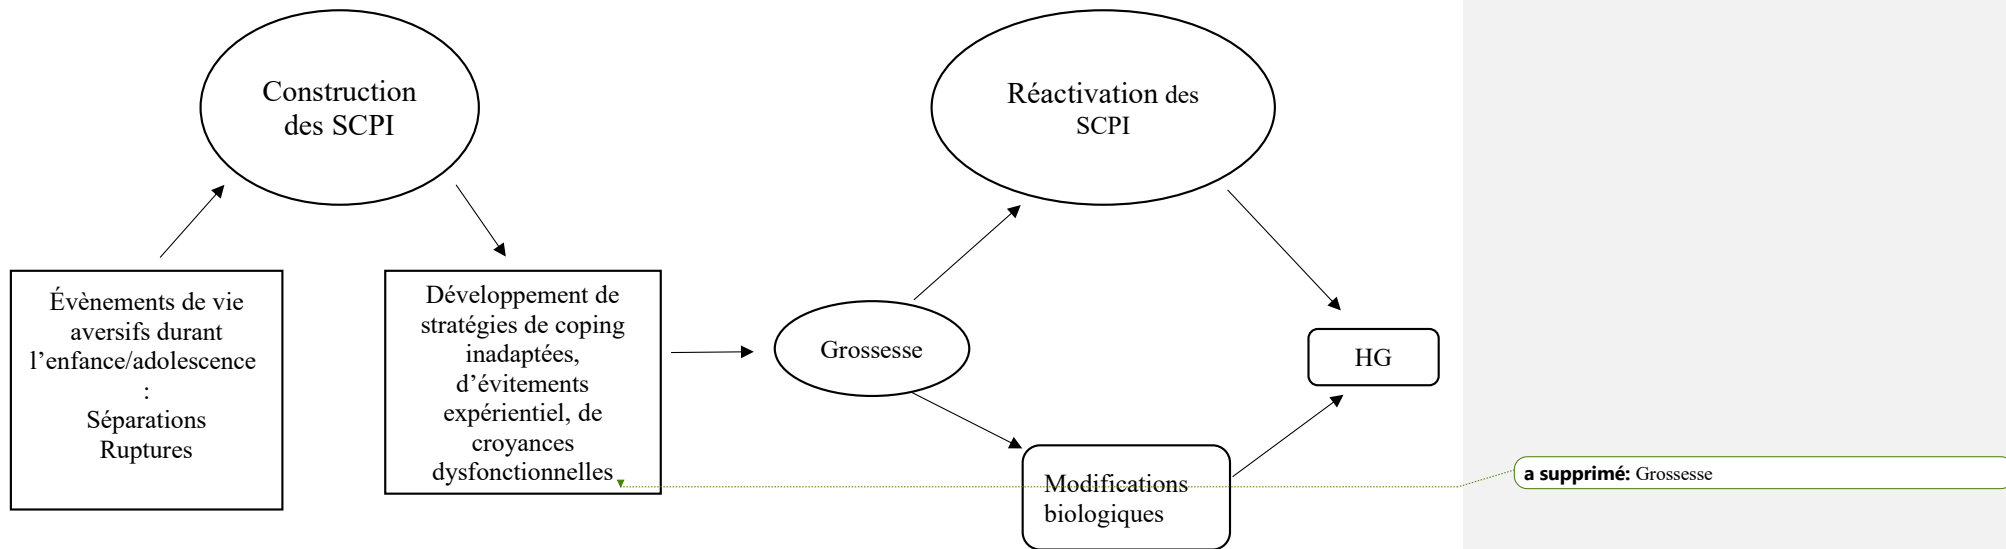 Construction
des SCPI
Réactivation des
SCPI
Évènements de vie
aversifs durant
l’enfance/adolescence
:
Séparations
Ruptures
Développement de
stratégies de coping
inadaptées,
d’évitements
expérientiel, de
croyances
dysfonctionnelles
Grossesse
HG
Modifications
biologiques
a supprimé: Grossesse